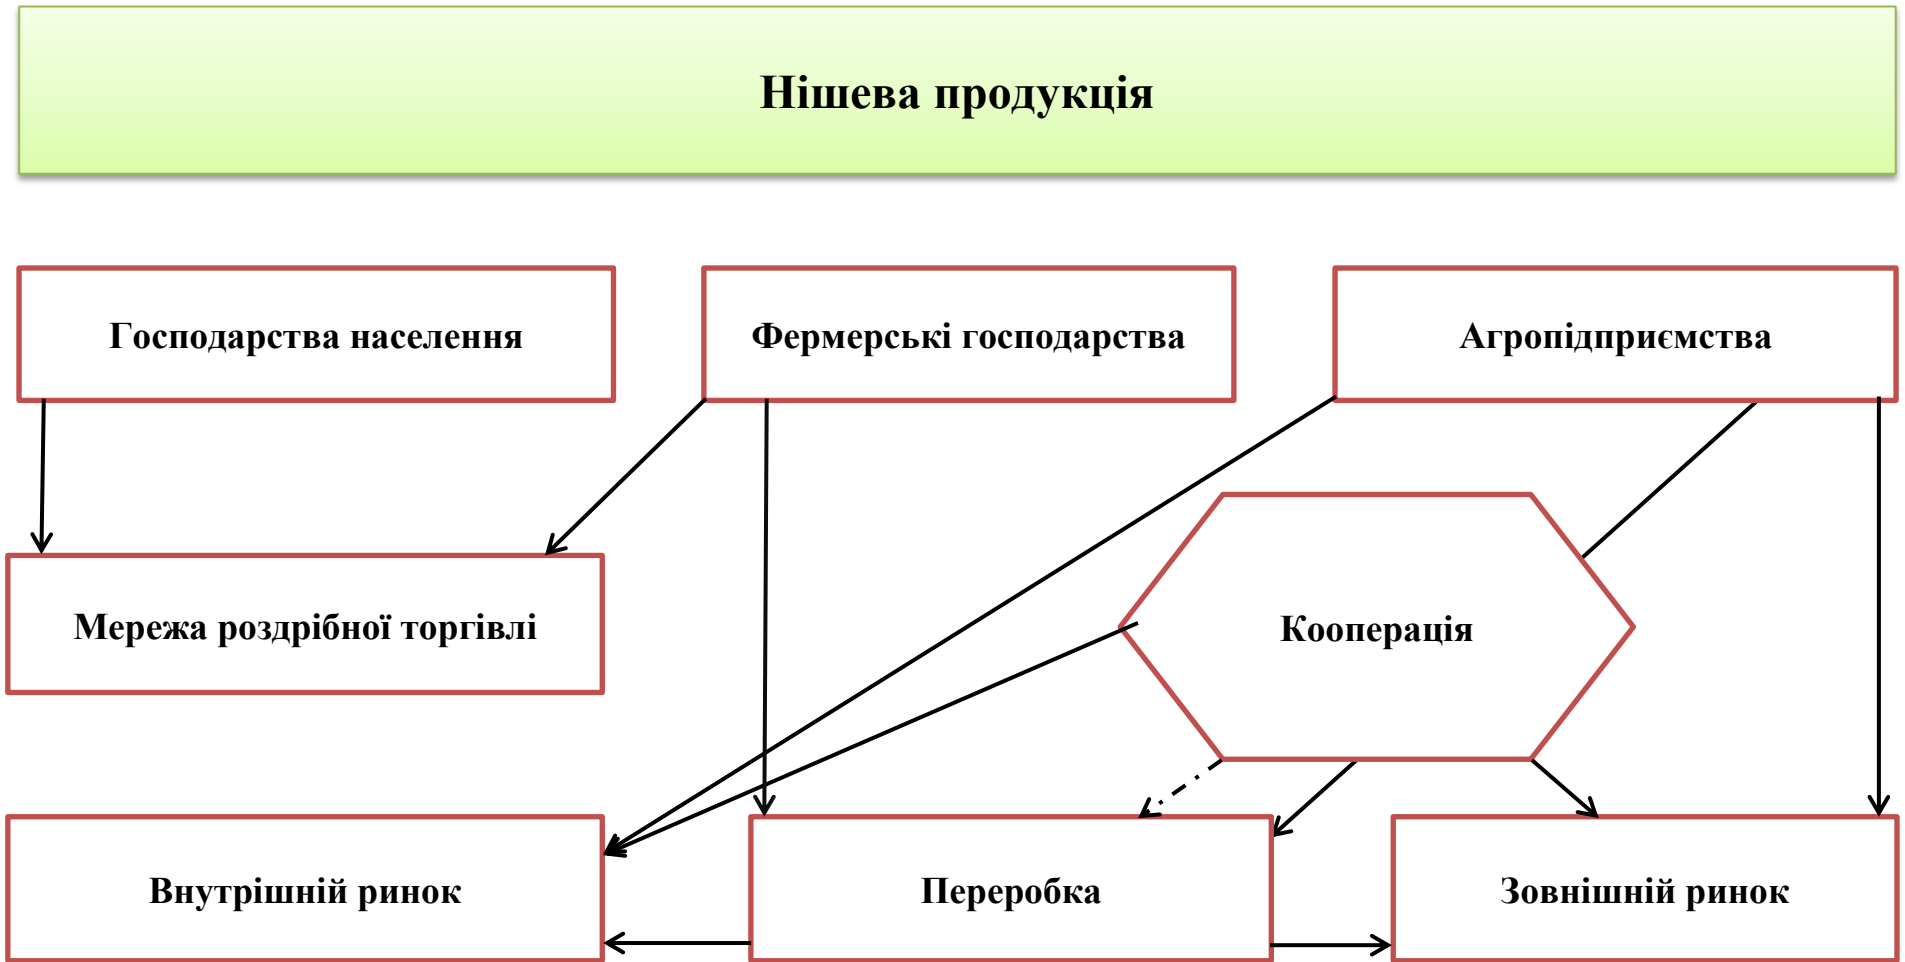 Нішева продукція
Господарства населення
Фермерські господарства
Агропідприємства
Мережа роздрібної торгівлі
Кооперація
Внутрішній ринок
Переробка
Зовнішній ринок